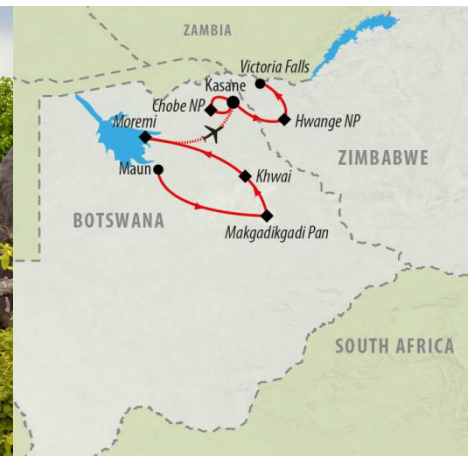 ZAMBIA
Victoria Falls
Kasane
Chobe NP
Moremi
Hwange NP
ZIMBABWE
Maun
Khwai
BOTSWANA
Makgadikgadi Pan
SOUTH AFRICA